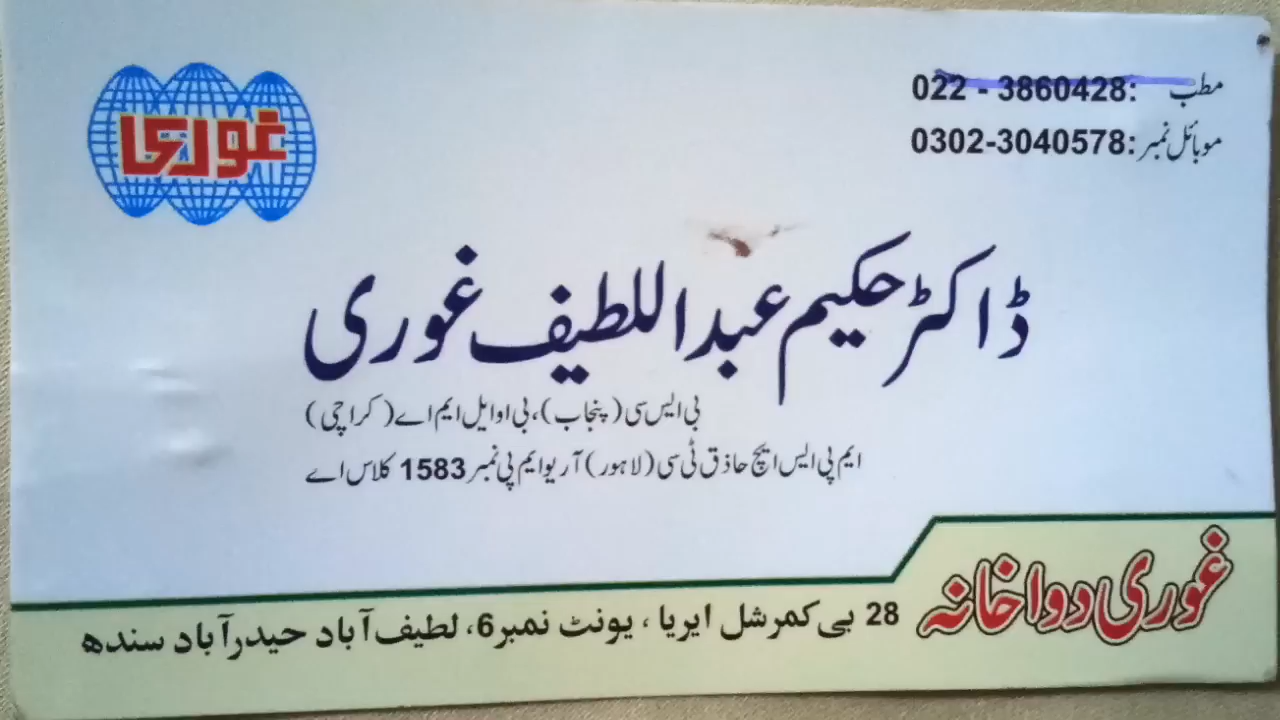 غوری
مطب : 022 - 3860428
موبائل نمبر: 0302-3040578
ڈاکٹر حکیم عبداللطیف غوری
بی ایس سی (پنجاب)، بی او ایل ایم اے (کراچی)
ایم پی ایس ایچ حاذق ٹی سی (لاہور) آر یو ایم پی نمبر 1583 کلاس اے
غوری دواخانہ
28 بی کمرشل ایریا ، یونٹ نمبر 6، لطیف آباد حیدرآباد سندھ